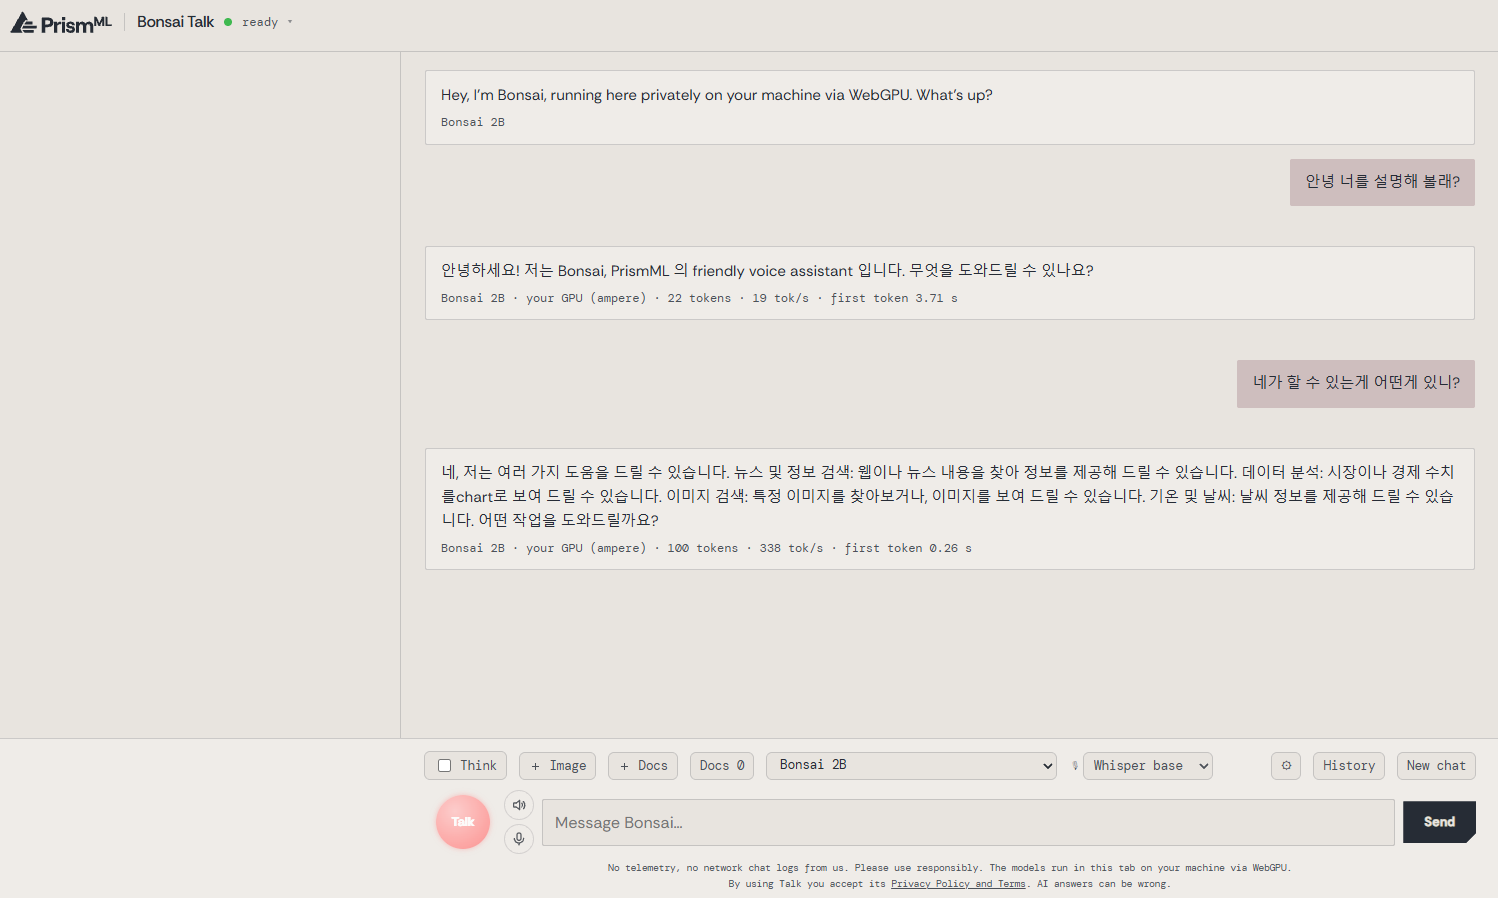 PrismML
Bonsai Talk
ready
Hey, I'm Bonsai, running here privately on your machine via WebGPU. What's up?
Bonsai 2B
안녕 너를 설명해 볼래?
안녕하세요! 저는 Bonsai, PrismML 의 friendly voice assistant 입니다. 무엇을 도와드릴 수 있나요?
Bonsai 2B · your GPU (ampere) · 22 tokens · 19 tok/s · first token 3.71 s
네가 할 수 있는게 어떤게 있니?
네, 저는 여러 가지 도움을 드릴 수 있습니다. 뉴스 및 정보 검색: 웹이나 뉴스 내용을 찾아 정보를 제공해 드릴 수 있습니다. 데이터 분석: 시장이나 경제 수치
를chart로 보여 드릴 수 있습니다. 이미지 검색: 특정 이미지를 찾아보거나, 이미지를 보여 드릴 수 있습니다. 기온 및 날씨: 날씨 정보를 제공해 드릴 수 있습
니다. 어떤 작업을 도와드릴까요?
Bonsai 2B · your GPU (ampere) · 100 tokens · 338 tok/s · first token 0.26 s
Think
+ Image
+ Docs
Docs 0
Bonsai 2B
Whisper base
History
New chat
Talk
Message Bonsai...
Send
No telemetry, no network chat logs from us. Please use responsibly. The models run in this tab on your machine via WebGPU.
By using Talk you accept its Privacy Policy and Terms. AI answers can be wrong.